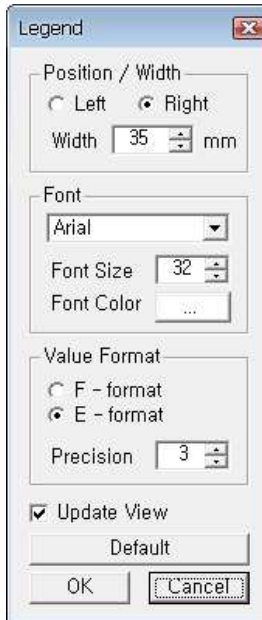 Legend
Position / Width
Left Right
Width 35 mm
Font
Arial
Font Size 32
Font Color ...
Value Format
F - format
E - format
Precision 3
Update View
Default
OK Cancel